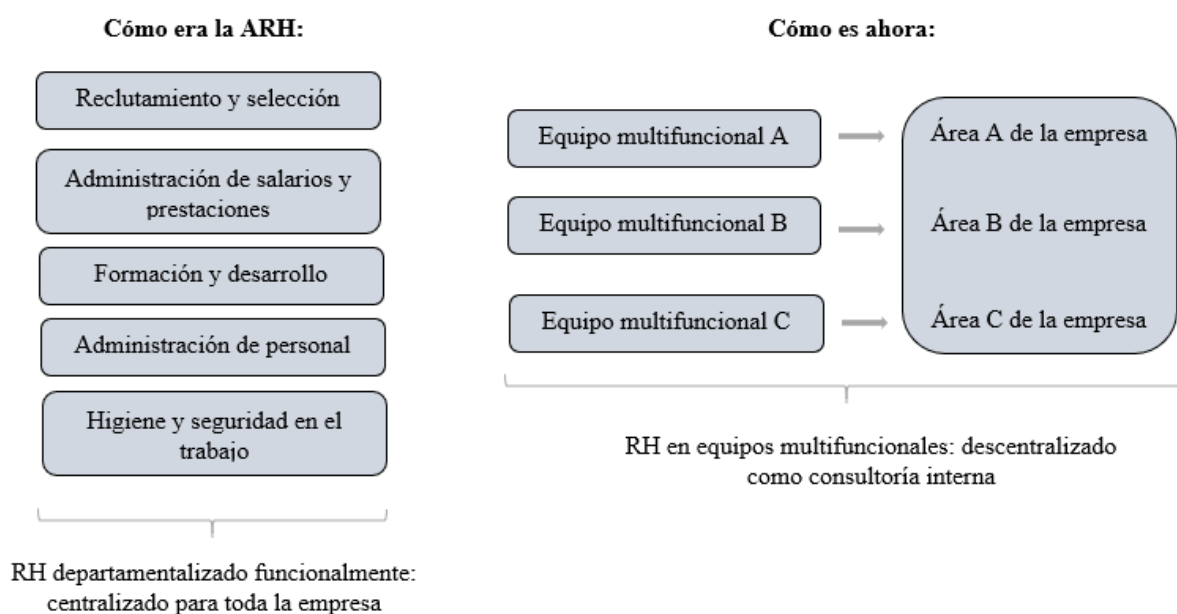 Cómo era la ARH:
Reclutamiento y selección
Administración de salarios y
prestaciones
Formación y desarrollo
Administración de personal
Higiene y seguridad en el
trabajo
RH departamentalizado funcionalmente:
centralizado para toda la empresa
Cómo es ahora:
Equipo multifuncional A
Área A de la empresa
Equipo multifuncional B
Área B de la empresa
Equipo multifuncional C
Área C de la empresa
RH en equipos multifuncionales: descentralizado
como consultoría interna